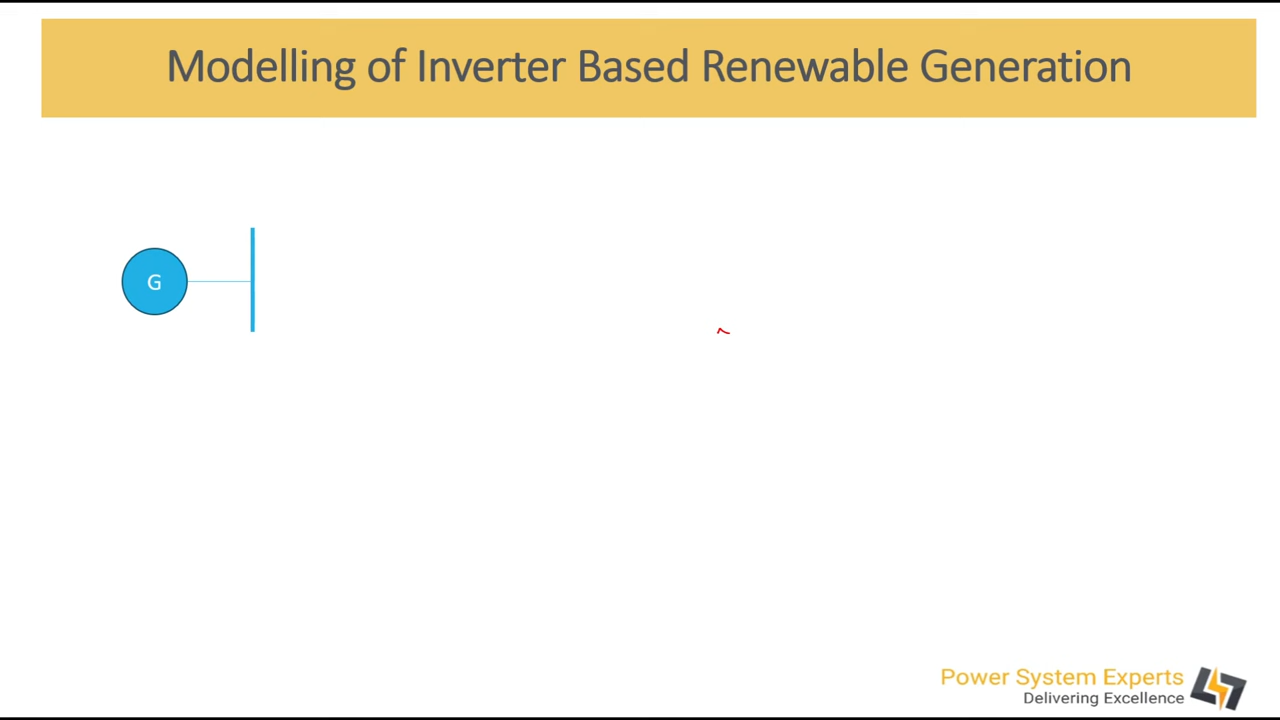 Modelling of Inverter Based Renewable Generation
G
Power System Experts
Delivering Excellence